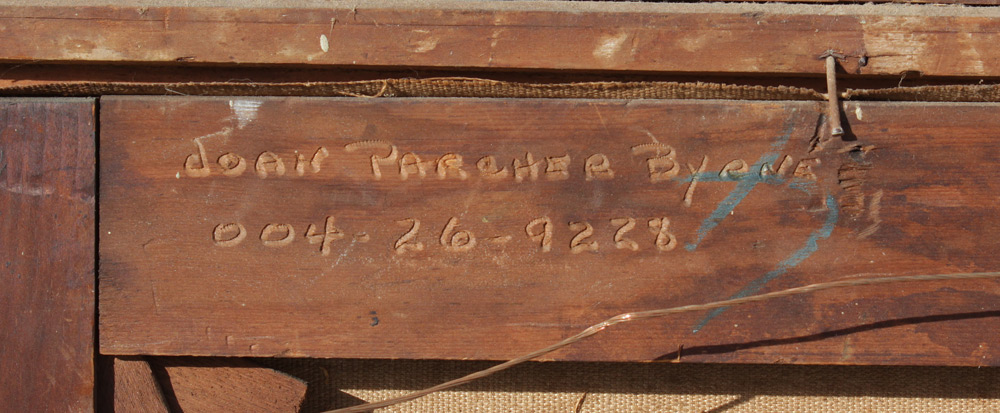 JOAN PARCHER BYRNE
004-26-9228